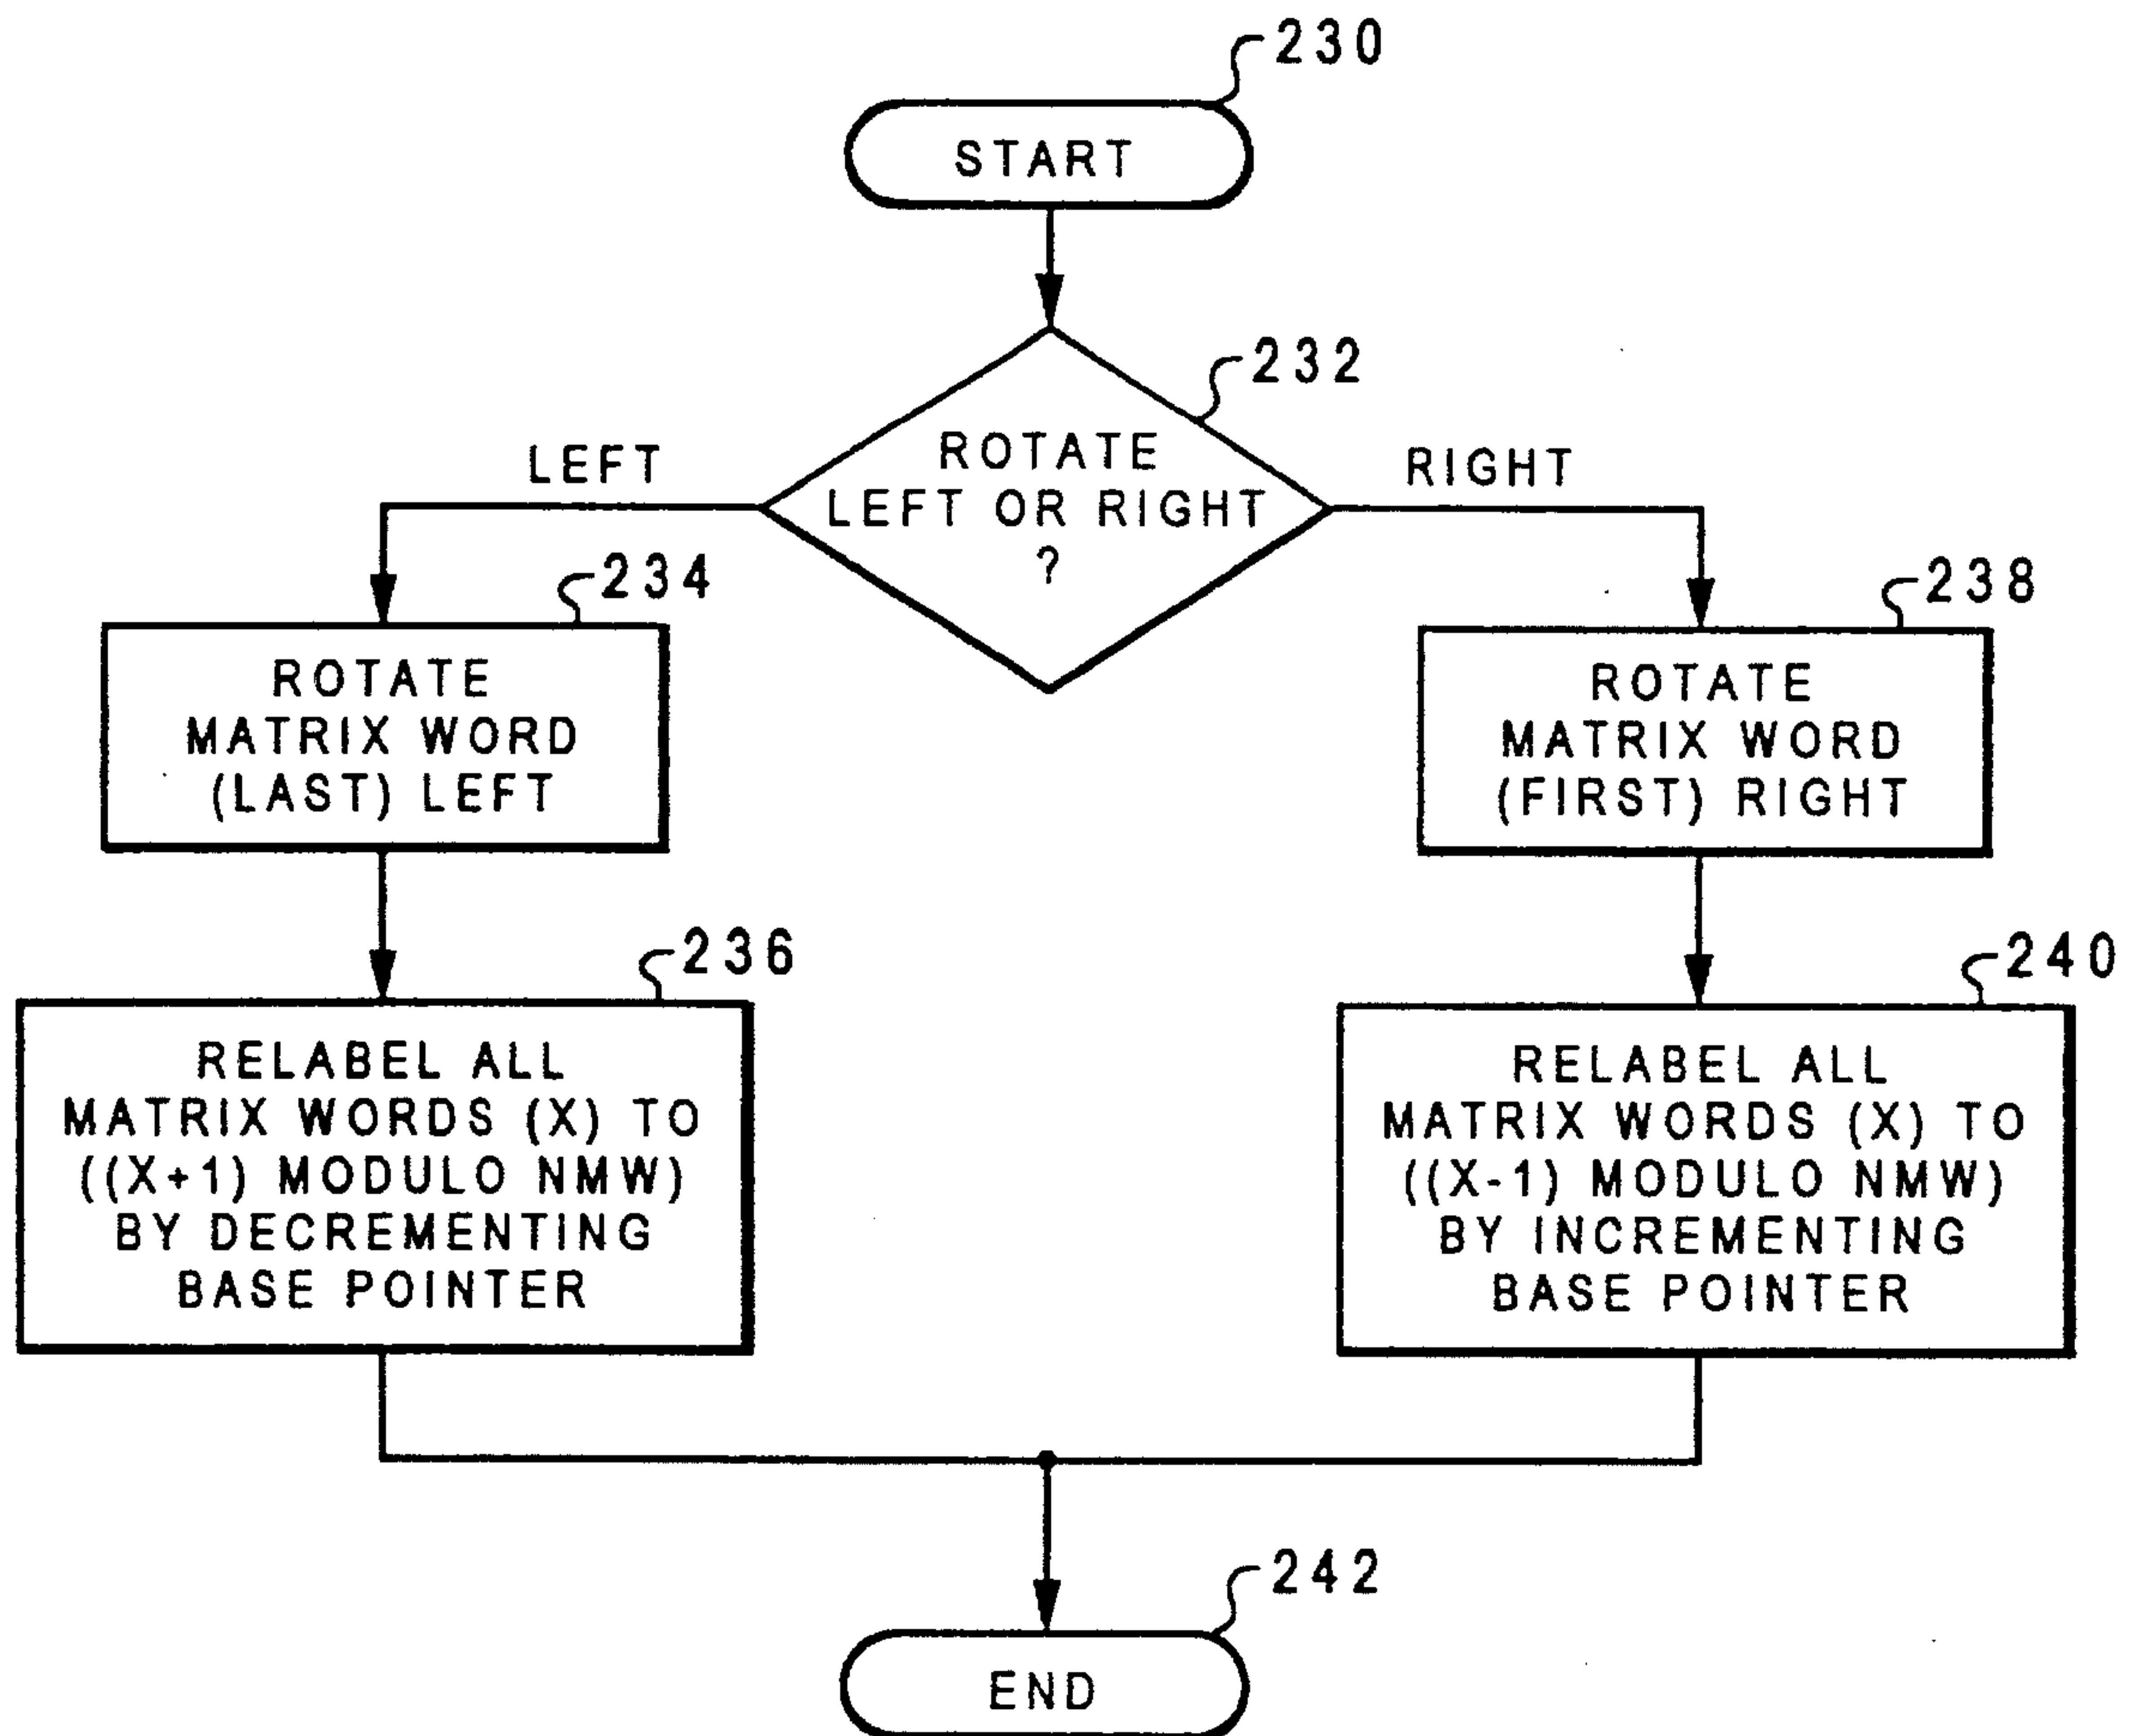 230
START
232
ROTATE
LEFT OR RIGHT
?
LEFT
RIGHT
234
ROTATE
MATRIX WORD
(LAST) LEFT
238
ROTATE
MATRIX WORD
(FIRST) RIGHT
236
RELABEL ALL
MATRIX WORDS (X) TO
((X+1) MODULO NMW)
BY DECREMENTING
BASE POINTER
240
RELABEL ALL
MATRIX WORDS (X) TO
((X-1) MODULO NMW)
BY INCREMENTING
BASE POINTER
242
END